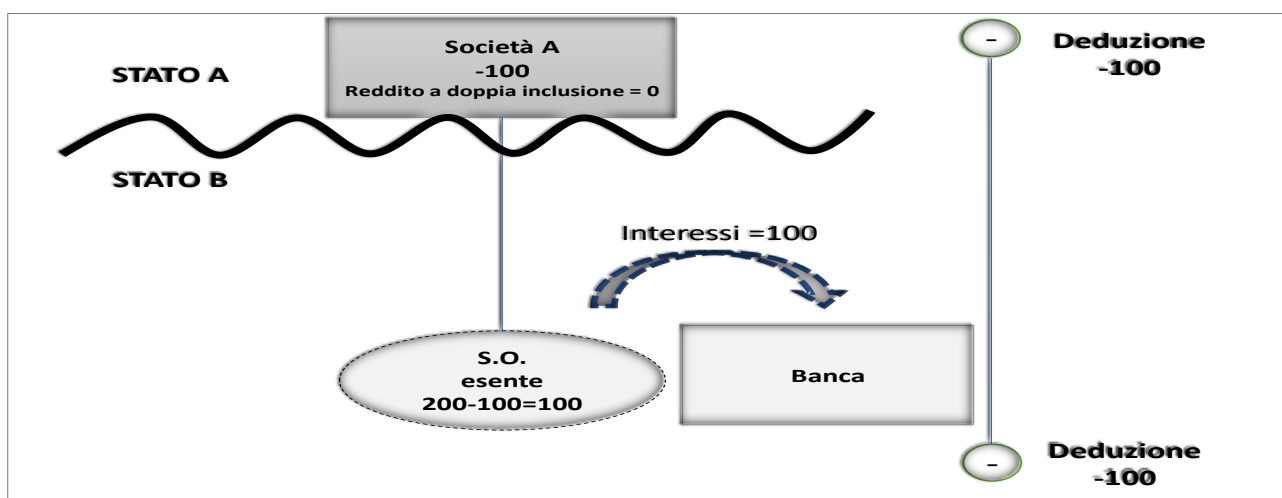 Società A
-100
Reddito a doppia inclusione = 0
STATO A
STATO B
Interessi =100
S.O.
esente
200-100=100
Banca
–
Deduzione
-100
–
Deduzione
-100